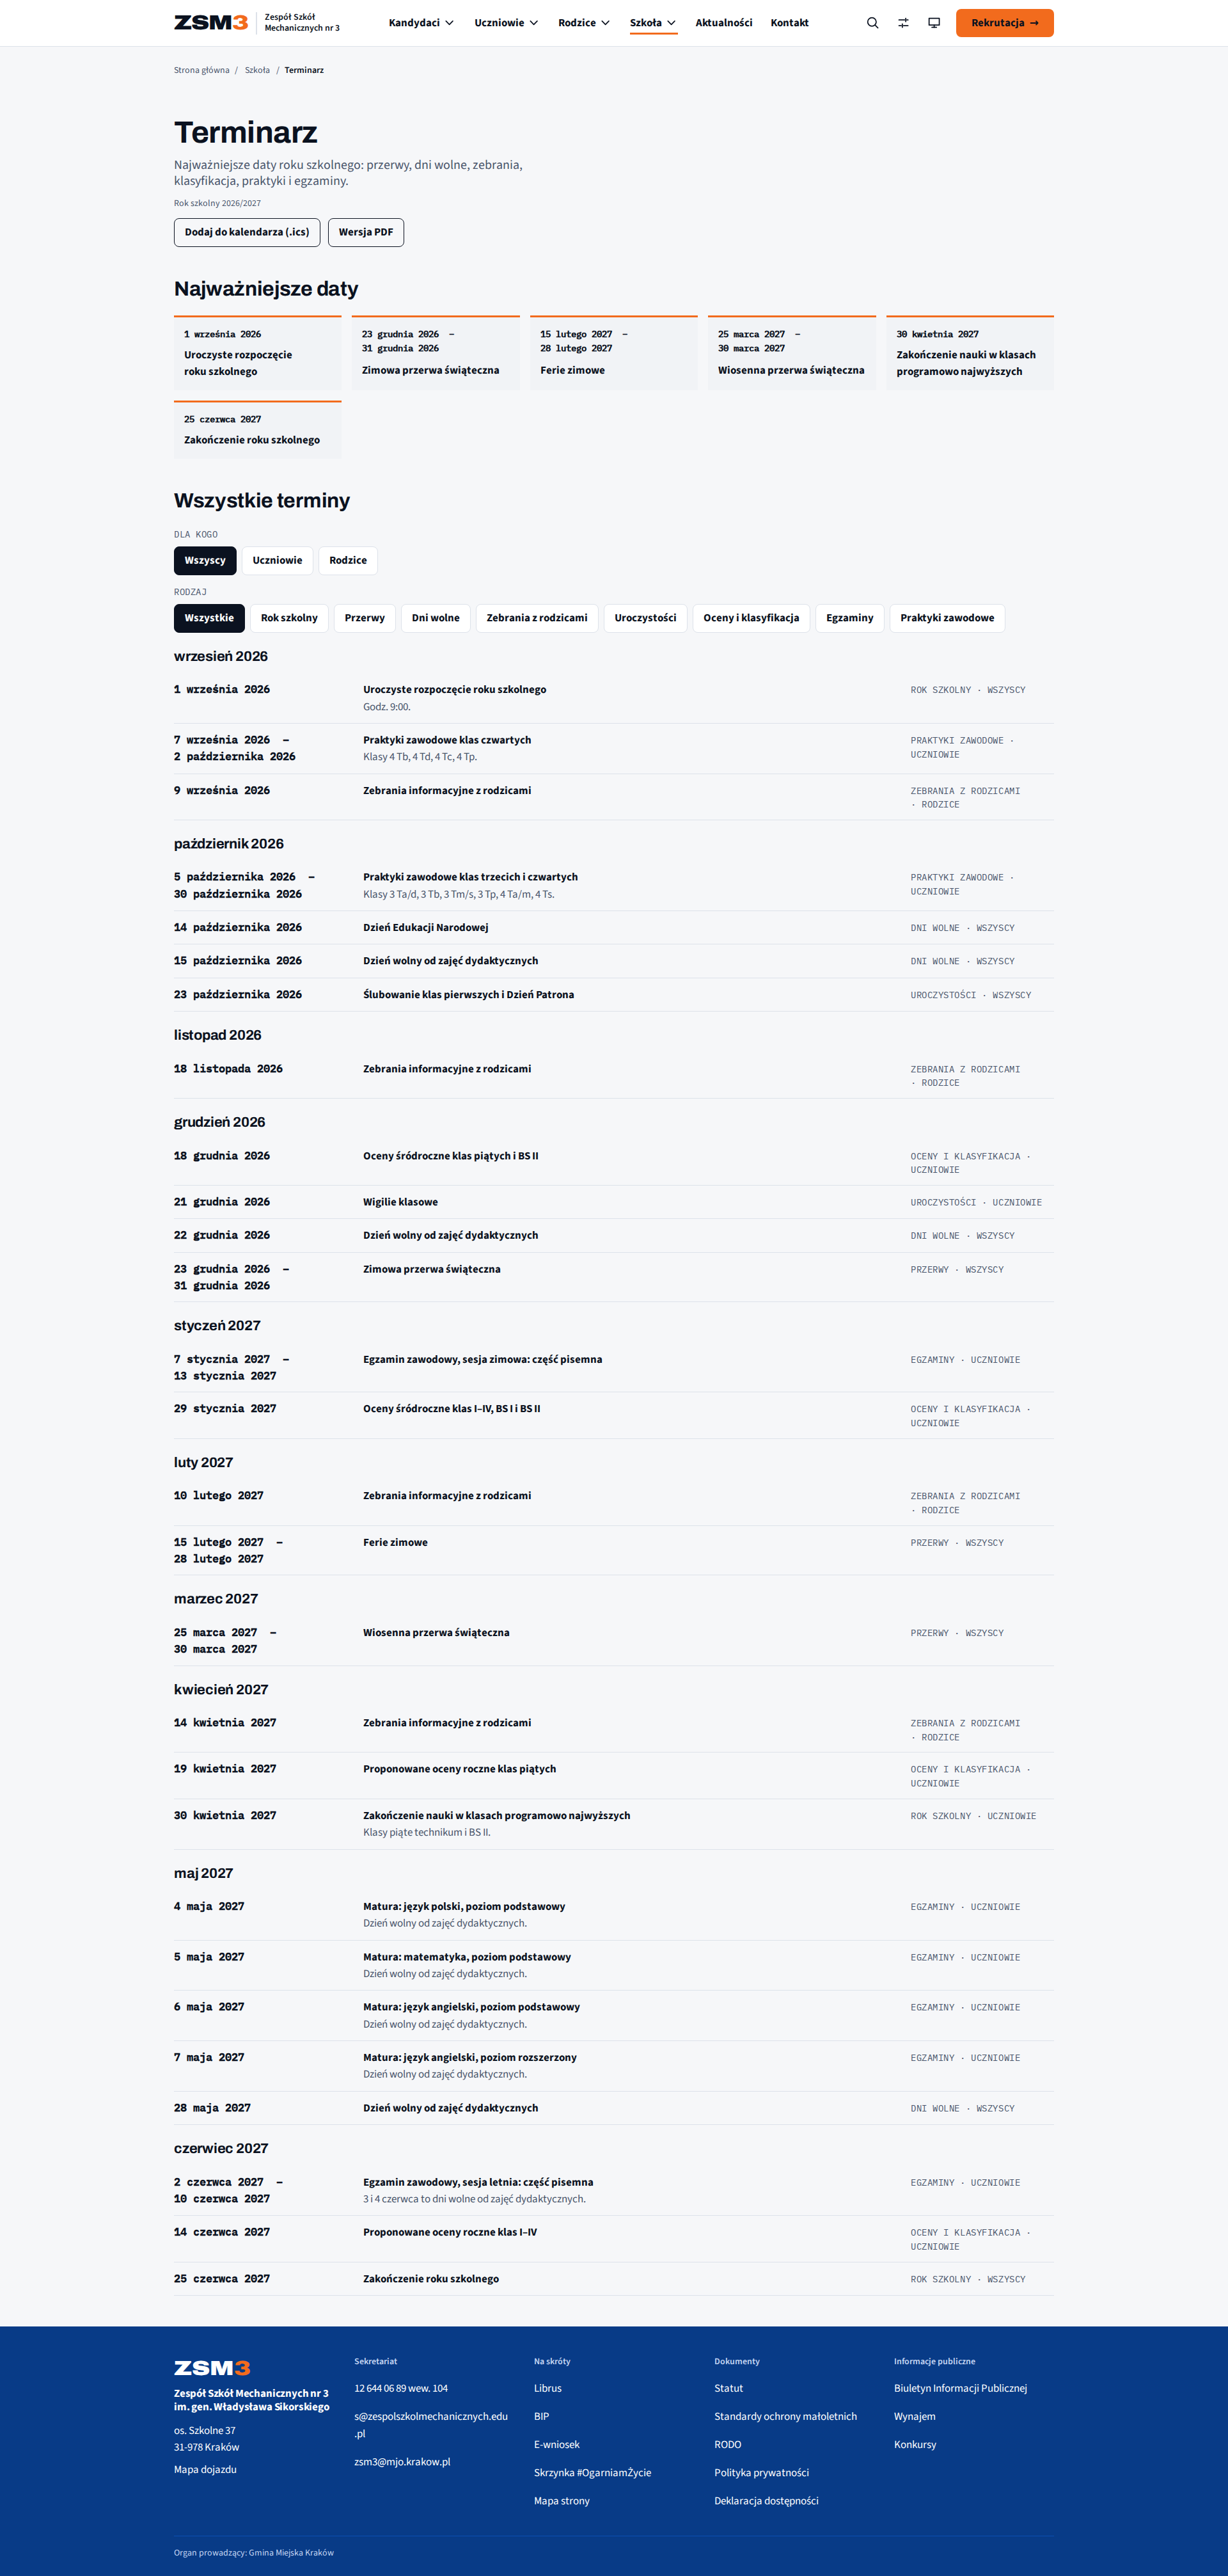 ZSM3
Zespół Szkół
Mechanicznych nr 3
Kandydaci
Uczniowie
Rodzice
Szkoła
Aktualności
Kontakt
Rekrutacja →
Strona główna / Szkoła / Terminarz
Terminarz
Najważniejsze daty roku szkolnego: przerwy, dni wolne, zebrania,
klasyfikacja, praktyki i egzaminy.
Rok szkolny 2026/2027
Dodaj do kalendarza (.ics)
Wersja PDF
Najważniejsze daty
1 września 2026
Uroczyste rozpoczęcie
roku szkolnego
23 grudnia 2026 –
31 grudnia 2026
Zimowa przerwa świąteczna
15 lutego 2027 –
28 lutego 2027
Ferie zimowe
25 marca 2027 –
30 marca 2027
Wiosenna przerwa świąteczna
30 kwietnia 2027
Zakończenie nauki w klasach
programowo najwyższych
25 czerwca 2027
Zakończenie roku szkolnego
Wszystkie terminy
DLA KOGO
Wszyscy
Uczniowie
Rodzice
RODZAJ
Wszystkie
Rok szkolny
Przerwy
Dni wolne
Zebrania z rodzicami
Uroczystości
Oceny i klasyfikacja
Egzaminy
Praktyki zawodowe
wrzesień 2026
1 września 2026
Uroczyste rozpoczęcie roku szkolnego
Godz. 9:00.
ROK SZKOLNY · WSZYSCY
7 września 2026 –
2 października 2026
Praktyki zawodowe klas czwartych
Klasy 4 Tb, 4 Td, 4 Tc, 4 Tp.
PRAKTYKI ZAWODOWE ·
UCZNIOWIE
9 września 2026
Zebrania informacyjne z rodzicami
ZEBRANIA Z RODZICAMI
· RODZICE
październik 2026
5 października 2026 –
30 października 2026
Praktyki zawodowe klas trzecich i czwartych
Klasy 3 Ta/d, 3 Tb, 3 Tm/s, 3 Tp, 4 Ta/m, 4 Ts.
PRAKTYKI ZAWODOWE ·
UCZNIOWIE
14 października 2026
Dzień Edukacji Narodowej
DNI WOLNE · WSZYSCY
15 października 2026
Dzień wolny od zajęć dydaktycznych
DNI WOLNE · WSZYSCY
23 października 2026
Ślubowanie klas pierwszych i Dzień Patrona
UROCZYSTOŚCI · WSZYSCY
listopad 2026
18 listopada 2026
Zebrania informacyjne z rodzicami
ZEBRANIA Z RODZICAMI
· RODZICE
grudzień 2026
18 grudnia 2026
Oceny śródroczne klas piątych i BS II
OCENY I KLASYFIKACJA ·
UCZNIOWIE
21 grudnia 2026
Wigilie klasowe
UROCZYSTOŚCI · UCZNIOWIE
22 grudnia 2026
Dzień wolny od zajęć dydaktycznych
DNI WOLNE · WSZYSCY
23 grudnia 2026 –
31 grudnia 2026
Zimowa przerwa świąteczna
PRZERWY · WSZYSCY
styczeń 2027
7 stycznia 2027 –
13 stycznia 2027
Egzamin zawodowy, sesja zimowa: część pisemna
EGZAMINY · UCZNIOWIE
29 stycznia 2027
Oceny śródroczne klas I–IV, BS I i BS II
OCENY I KLASYFIKACJA ·
UCZNIOWIE
luty 2027
10 lutego 2027
Zebrania informacyjne z rodzicami
ZEBRANIA Z RODZICAMI
· RODZICE
15 lutego 2027 –
28 lutego 2027
Ferie zimowe
PRZERWY · WSZYSCY
marzec 2027
25 marca 2027 –
30 marca 2027
Wiosenna przerwa świąteczna
PRZERWY · WSZYSCY
kwiecień 2027
14 kwietnia 2027
Zebrania informacyjne z rodzicami
ZEBRANIA Z RODZICAMI
· RODZICE
19 kwietnia 2027
Proponowane oceny roczne klas piątych
OCENY I KLASYFIKACJA ·
UCZNIOWIE
30 kwietnia 2027
Zakończenie nauki w klasach programowo najwyższych
Klasy piąte technikum i BS II.
ROK SZKOLNY · UCZNIOWIE
maj 2027
4 maja 2027
Matura: język polski, poziom podstawowy
Dzień wolny od zajęć dydaktycznych.
EGZAMINY · UCZNIOWIE
5 maja 2027
Matura: matematyka, poziom podstawowy
Dzień wolny od zajęć dydaktycznych.
EGZAMINY · UCZNIOWIE
6 maja 2027
Matura: język angielski, poziom podstawowy
Dzień wolny od zajęć dydaktycznych.
EGZAMINY · UCZNIOWIE
7 maja 2027
Matura: język angielski, poziom rozszerzony
Dzień wolny od zajęć dydaktycznych.
EGZAMINY · UCZNIOWIE
28 maja 2027
Dzień wolny od zajęć dydaktycznych
DNI WOLNE · WSZYSCY
czerwiec 2027
2 czerwca 2027 –
10 czerwca 2027
Egzamin zawodowy, sesja letnia: część pisemna
3 i 4 czerwca to dni wolne od zajęć dydaktycznych.
EGZAMINY · UCZNIOWIE
14 czerwca 2027
Proponowane oceny roczne klas I–IV
OCENY I KLASYFIKACJA ·
UCZNIOWIE
25 czerwca 2027
Zakończenie roku szkolnego
ROK SZKOLNY · WSZYSCY
ZSM3
Zespół Szkół Mechanicznych nr 3
im. gen. Władysława Sikorskiego
os. Szkolne 37
31-978 Kraków
Mapa dojazdu
Sekretariat
12 644 06 89 wew. 104
s@zespolszkolmechanicznych.edu
.pl
zsm3@mjo.krakow.pl
Na skróty
Librus
BIP
E-wniosek
Skrzynka #OgarniamŻycie
Mapa strony
Dokumenty
Statut
Standardy ochrony małoletnich
RODO
Polityka prywatności
Deklaracja dostępności
Informacje publiczne
Biuletyn Informacji Publicznej
Wynajem
Konkursy
Organ prowadzący: Gmina Miejska Kraków